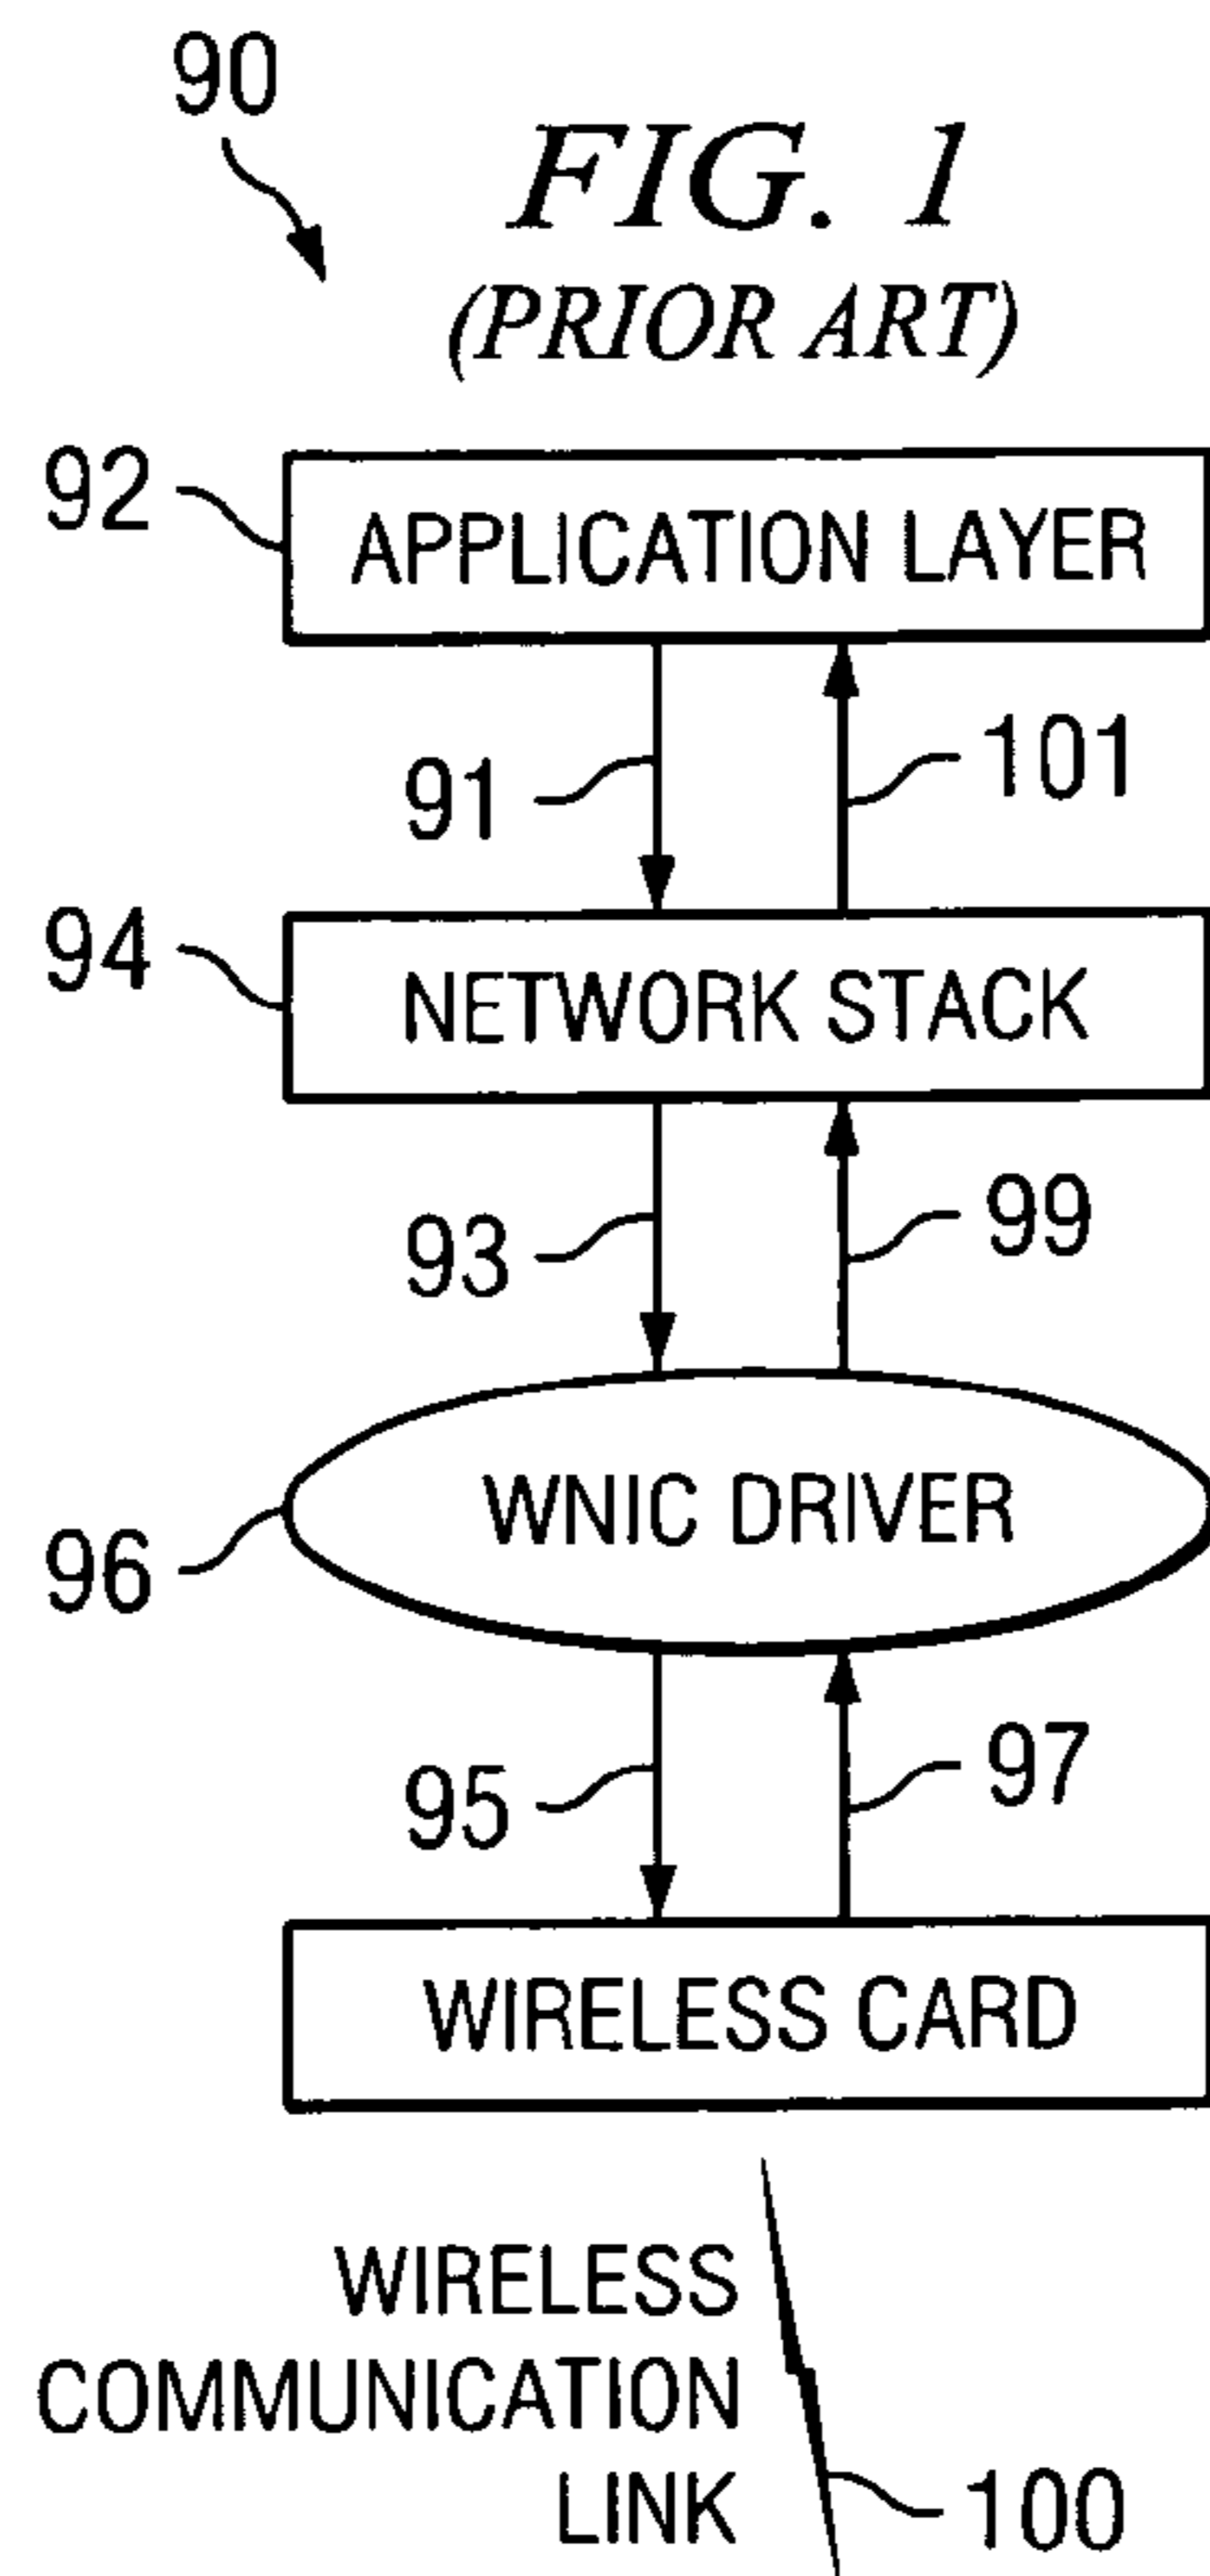 90
FIG. 1
(PRIOR ART)
92
APPLICATION LAYER
91
101
94
NETWORK STACK
93
99
96
WNIC DRIVER
95
97
WIRELESS CARD
WIRELESS
COMMUNICATION
LINK
100